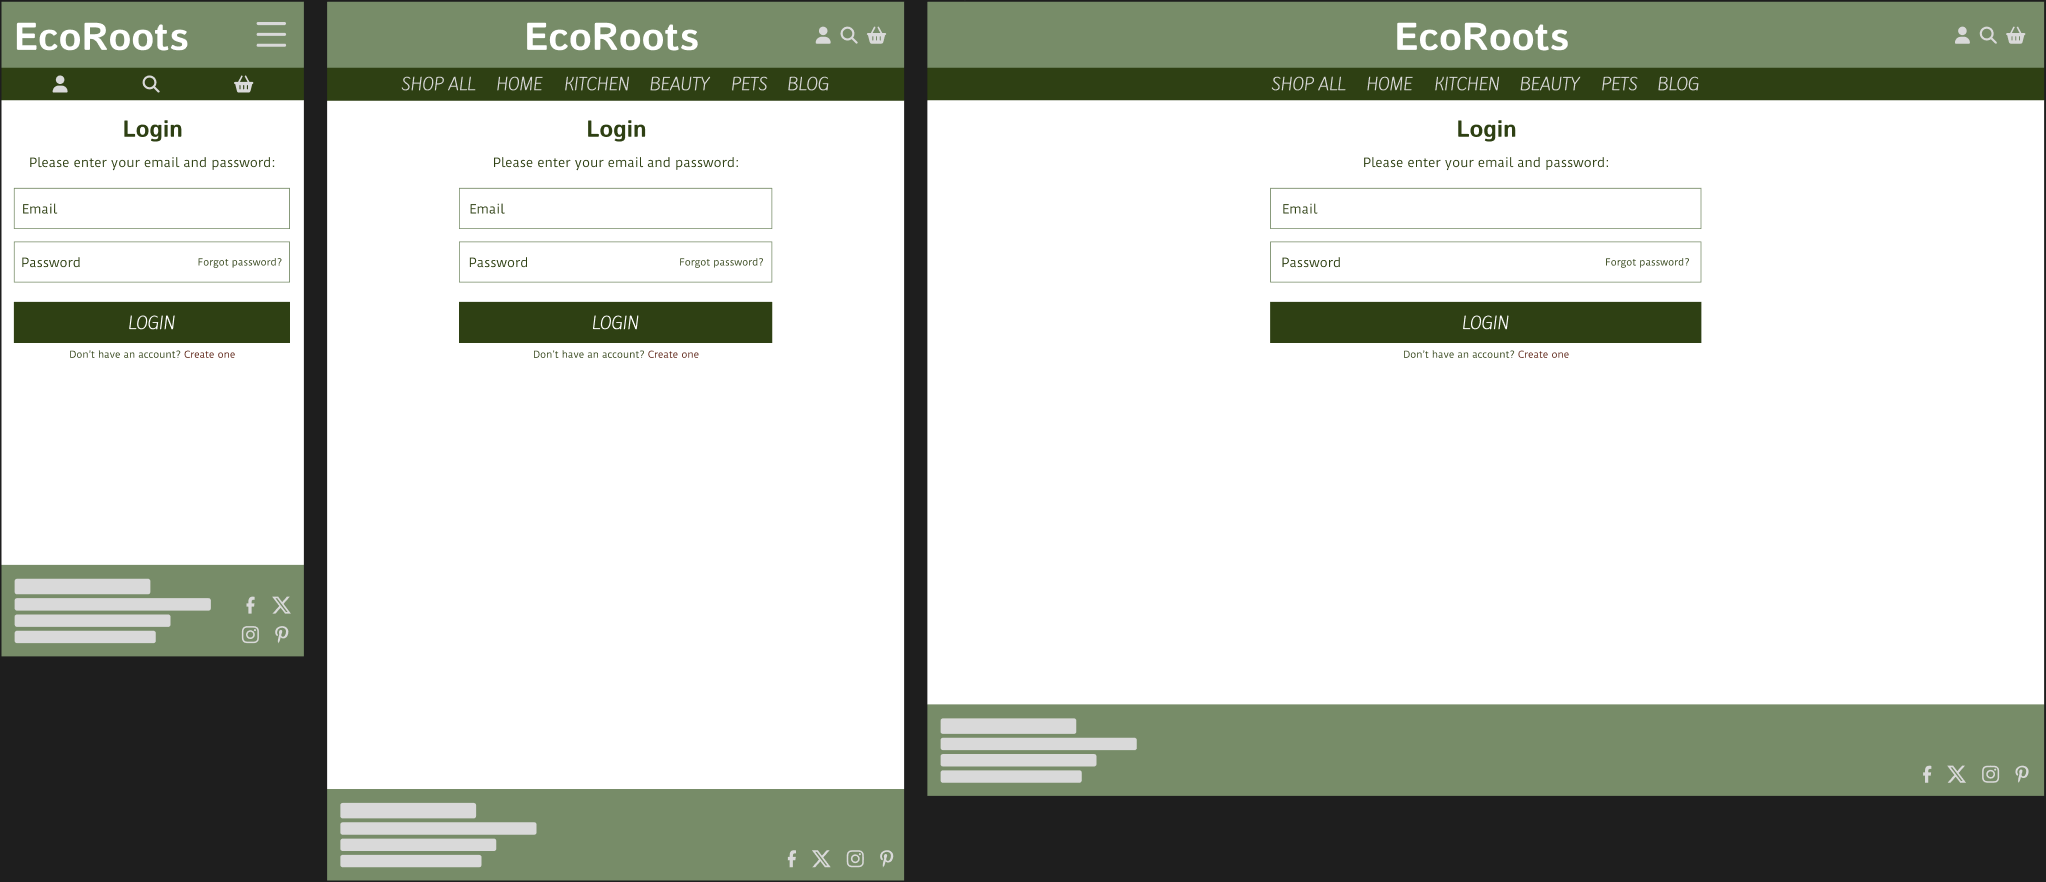 EcoRoots
Login
Please enter your email and password:
Email
Password Forgot password?
LOGIN
Don't have an account? Create one
EcoRoots
SHOP ALL HOME KITCHEN BEAUTY PETS BLOG
Login
Please enter your email and password:
Email
Password Forgot password?
LOGIN
Don't have an account? Create one
EcoRoots
SHOP ALL HOME KITCHEN BEAUTY PETS BLOG
Login
Please enter your email and password:
Email
Password Forgot password?
LOGIN
Don't have an account? Create one